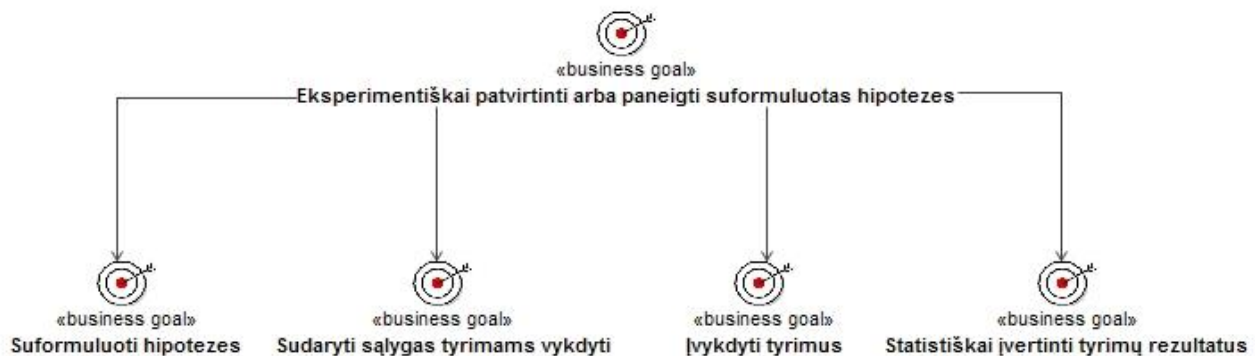 «business goal»
Eksperimentiškai patvirtinti arba paneigti suformuluotas hipotezes
«business goal»
Suformuluoti hipotezes
«business goal»
Sudaryti sąlygas tyrimams vykdyti
«business goal»
Įvykdyti tyrimus
«business goal»
Statistiškai įvertinti tyrimų rezultatus